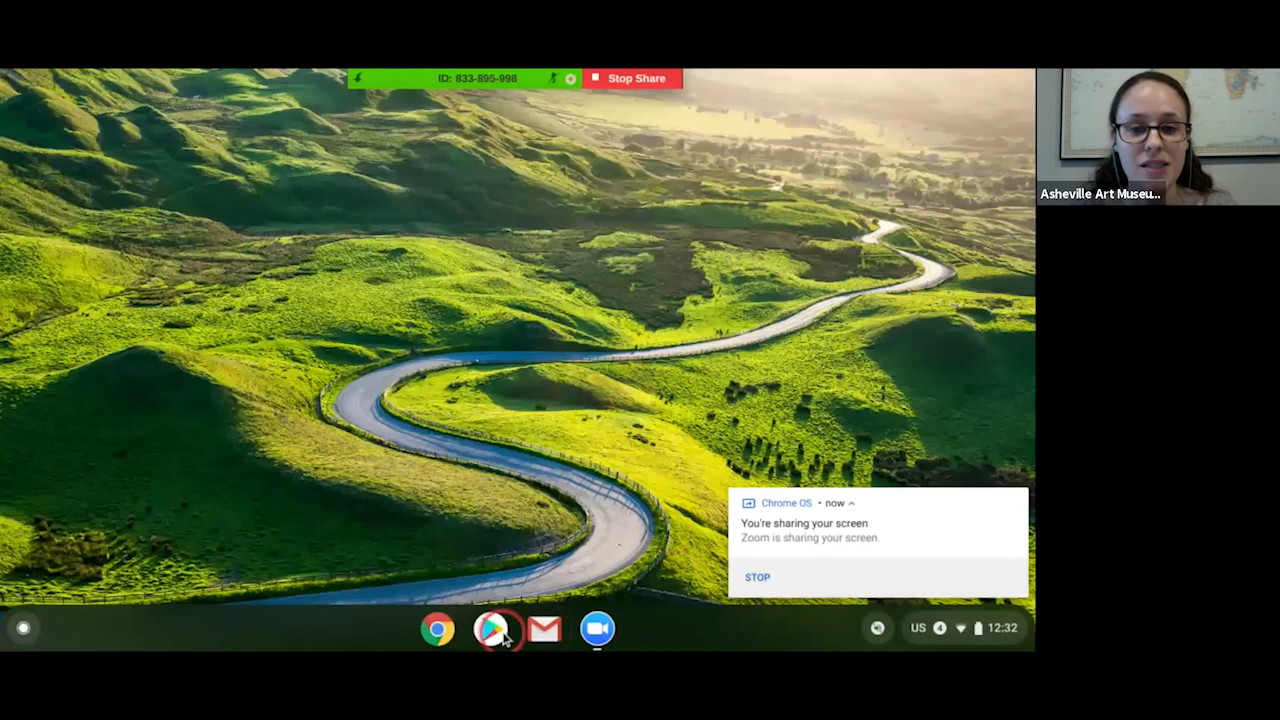 ID: 833-895-998
Stop Share
Asheville Art Museu...
Chrome OS • now
You're sharing your screen
Zoom is sharing your screen.
STOP
US 4 12:32